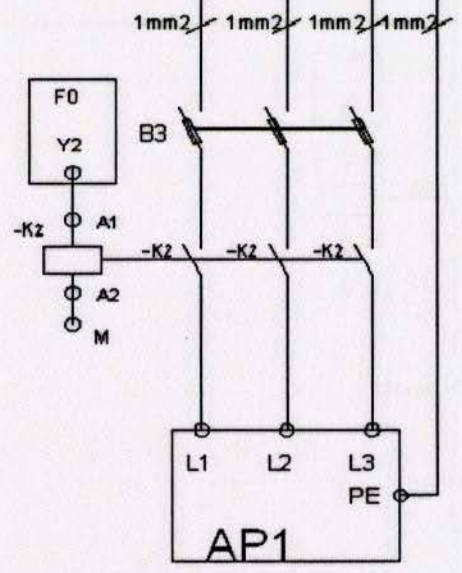 1mm2 1mm2 1mm2 1mm2
F0
B3
Y2
A1
-K2
-K2 -K2 -K2
A2
M
L1 L2 L3
PE
AP1